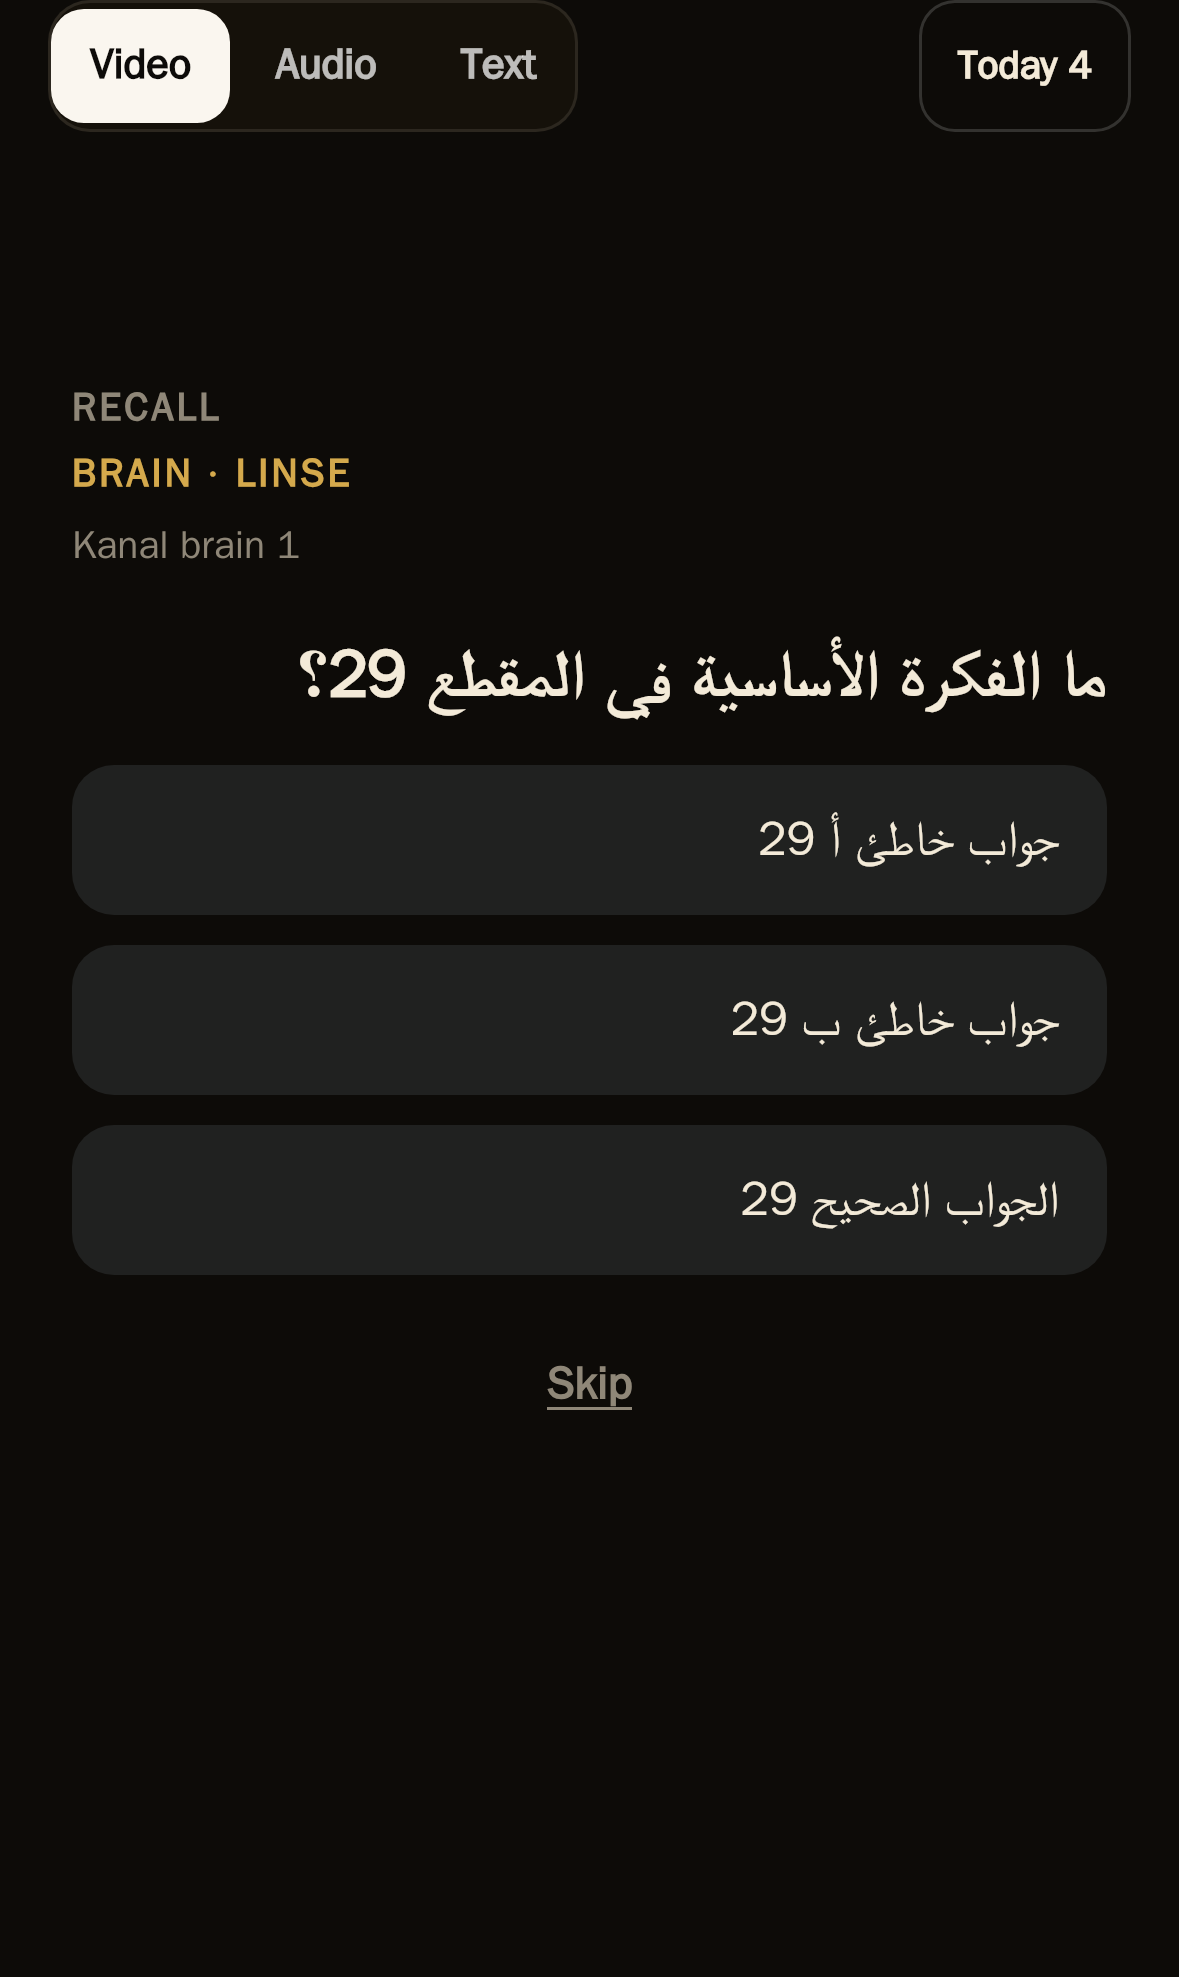 Video Audio Text Today 4
RECALL
BRAIN · LINSE
Kanal brain 1
ما الفكرة الأساسية في المقطع 29؟
جواب خاطئ أ 29
جواب خاطئ ب 29
الجواب الصحيح 29
Skip